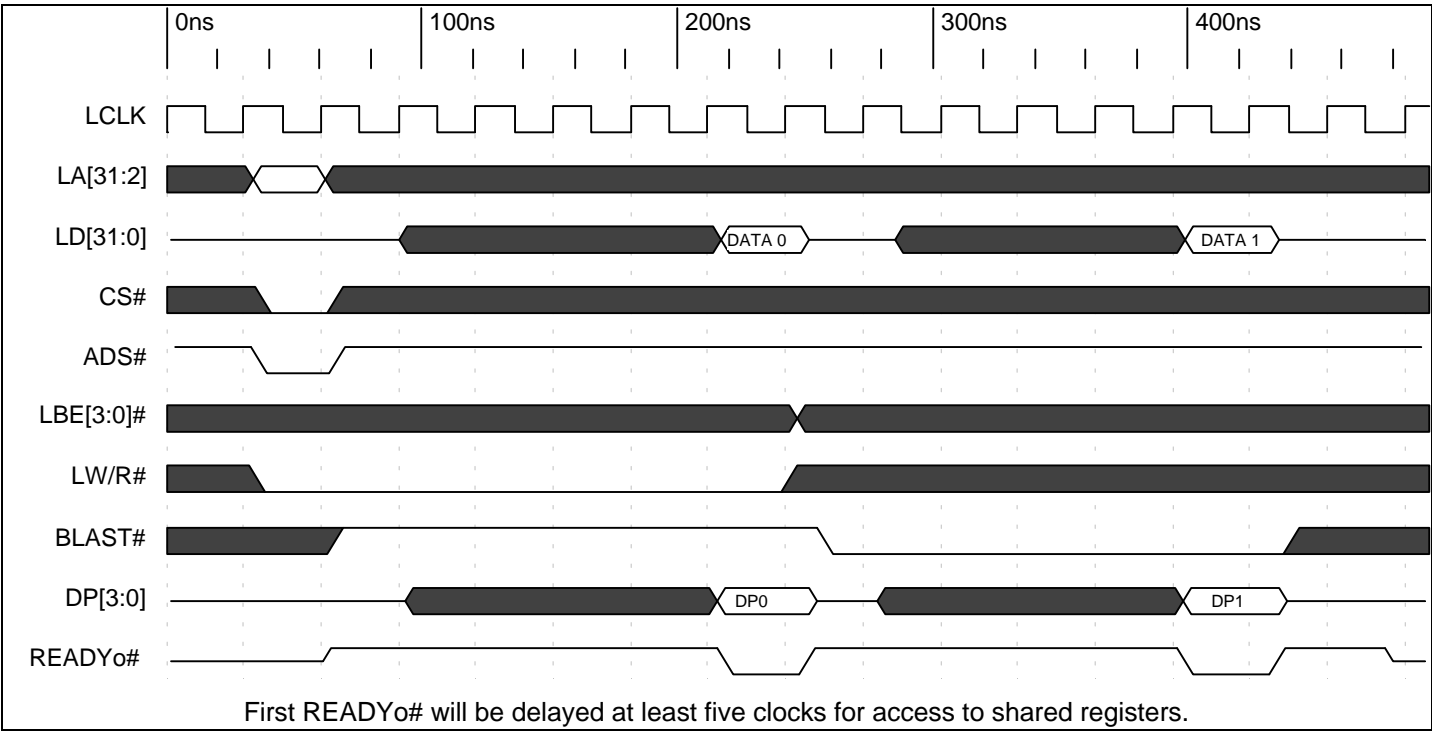 0ns 100ns 200ns 300ns 400ns
LCLK
LA[31:2]
LD[31:0] DATA 0 DATA 1
CS#
ADS#
LBE[3:0]#
LW/R#
BLAST#
DP[3:0] DP0 DP1
READYo#
First READYo# will be delayed at least five clocks for access to shared registers.